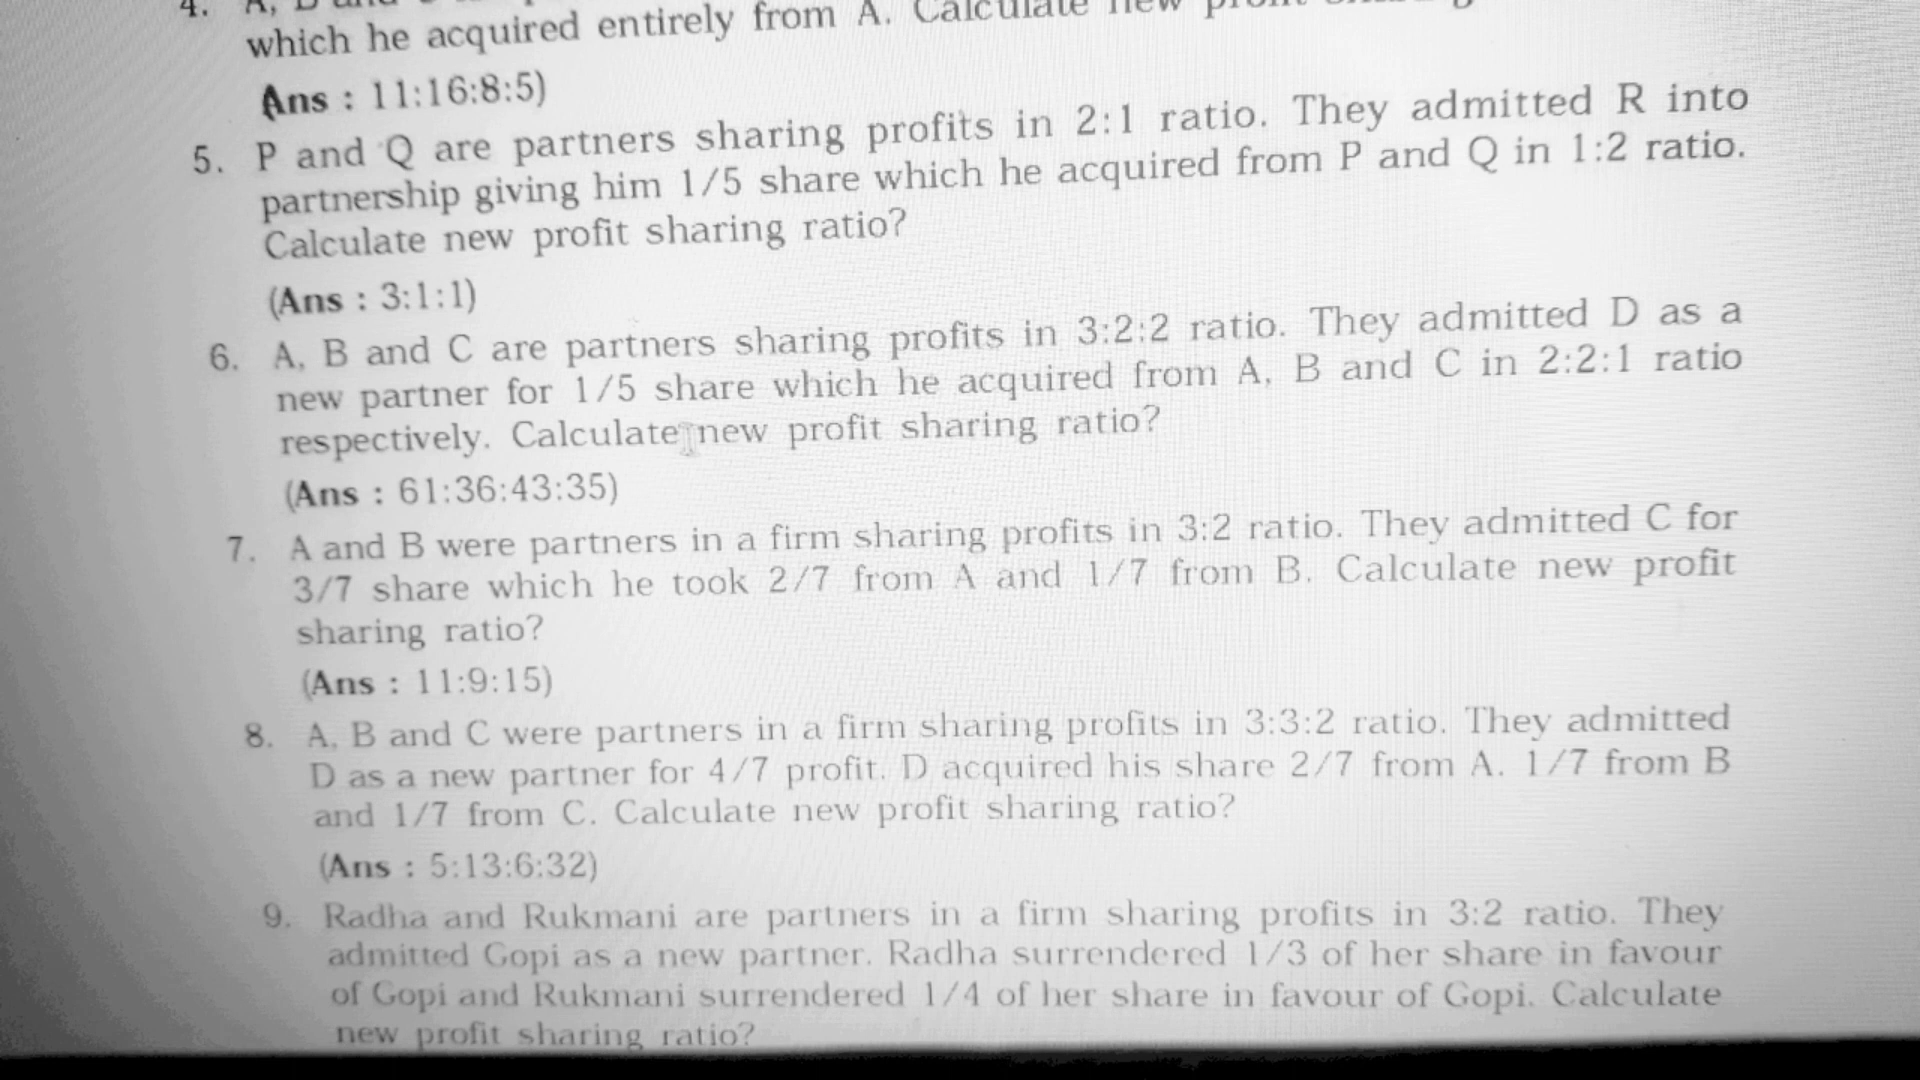 4. A, B and
which he acquired entirely from A. Calculate new
Ans : 11:16:8:5)
5. P and Q are partners sharing profits in 2:1 ratio. They admitted R into
partnership giving him 1/5 share which he acquired from P and Q in 1:2 ratio.
Calculate new profit sharing ratio?
(Ans : 3:1:1)
6. A, B and C are partners sharing profits in 3:2:2 ratio. They admitted D as a
new partner for 1/5 share which he acquired from A, B and C in 2:2:1 ratio
respectively. Calculate new profit sharing ratio?
(Ans : 61:36:43:35)
7. A and B were partners in a firm sharing profits in 3:2 ratio. They admitted C for
3/7 share which he took 2/7 from A and 1/7 from B. Calculate new profit
sharing ratio?
(Ans : 11:9:15)
8. A, B and C were partners in a firm sharing profits in 3:3:2 ratio. They admitted
D as a new partner for 4/7 profit. D acquired his share 2/7 from A. 1/7 from B
and 1/7 from C. Calculate new profit sharing ratio?
(Ans : 5:13:6:32)
9. Radha and Rukmani are partners in a firm sharing profits in 3:2 ratio. They
admitted Gopi as a new partner. Radha surrendered 1/3 of her share in favour
of Gopi and Rukmani surrendered 1/4 of her share in favour of Gopi. Calculate
new profit sharing ratio?